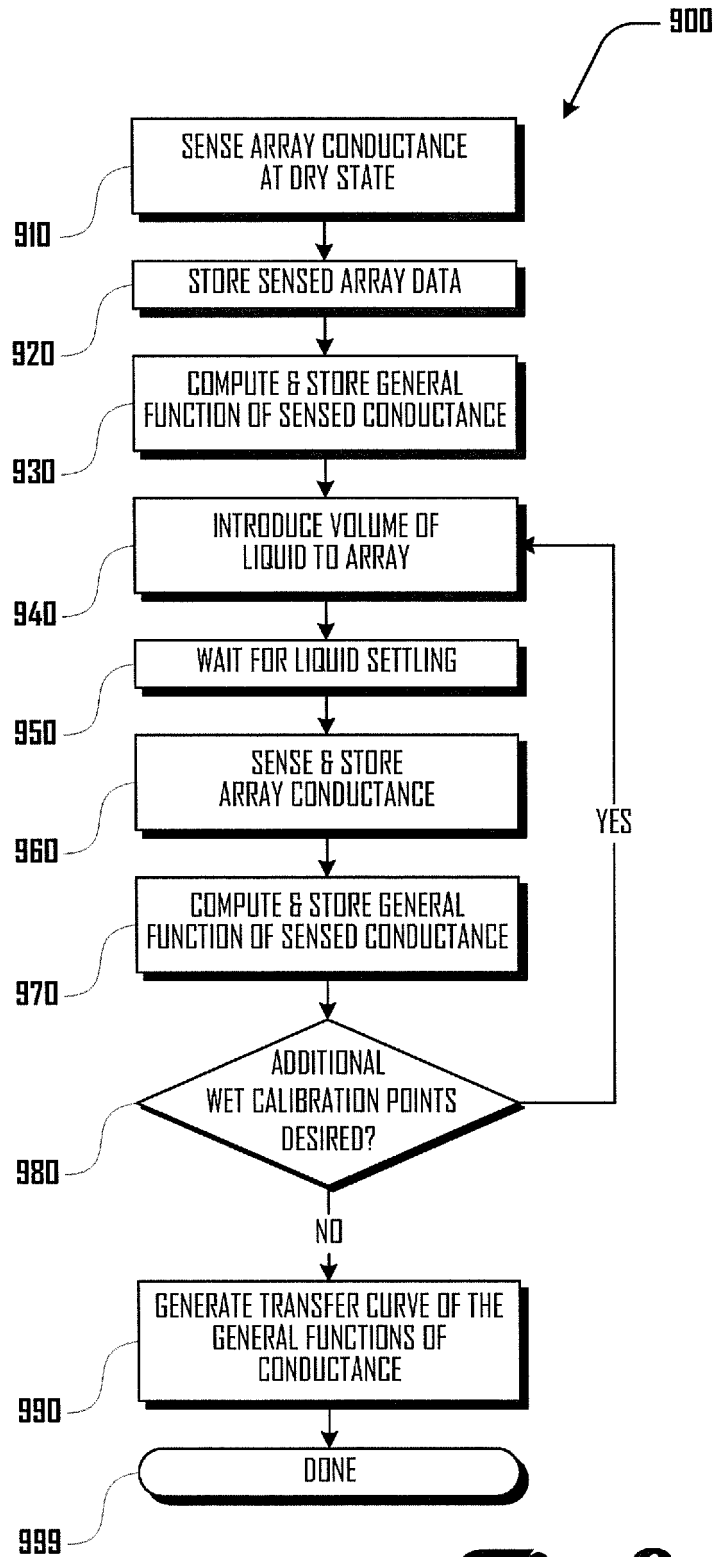 900
SENSE ARRAY CONDUCTANCE
AT DRY STATE
910
STORE SENSED ARRAY DATA
920
COMPUTE & STORE GENERAL
FUNCTION OF SENSED CONDUCTANCE
930
INTRODUCE VOLUME OF
LIQUID TO ARRAY
940
WAIT FOR LIQUID SETTLING
950
SENSE & STORE
ARRAY CONDUCTANCE
960
YES
COMPUTE & STORE GENERAL
FUNCTION OF SENSED CONDUCTANCE
970
ADDITIONAL
WET CALIBRATION POINTS
DESIRED?
980
NO
GENERATE TRANSFER CURVE OF THE
GENERAL FUNCTIONS OF
CONDUCTANCE
990
DONE
999